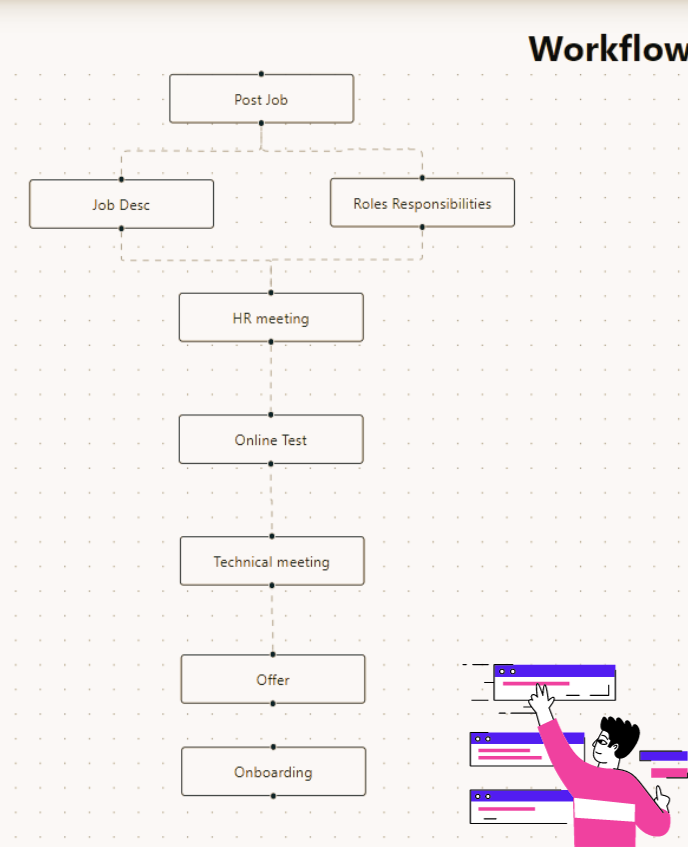 Workflow
Post Job
Job Desc
Roles Responsibilities
HR meeting
Online Test
Technical meeting
Offer
Onboarding